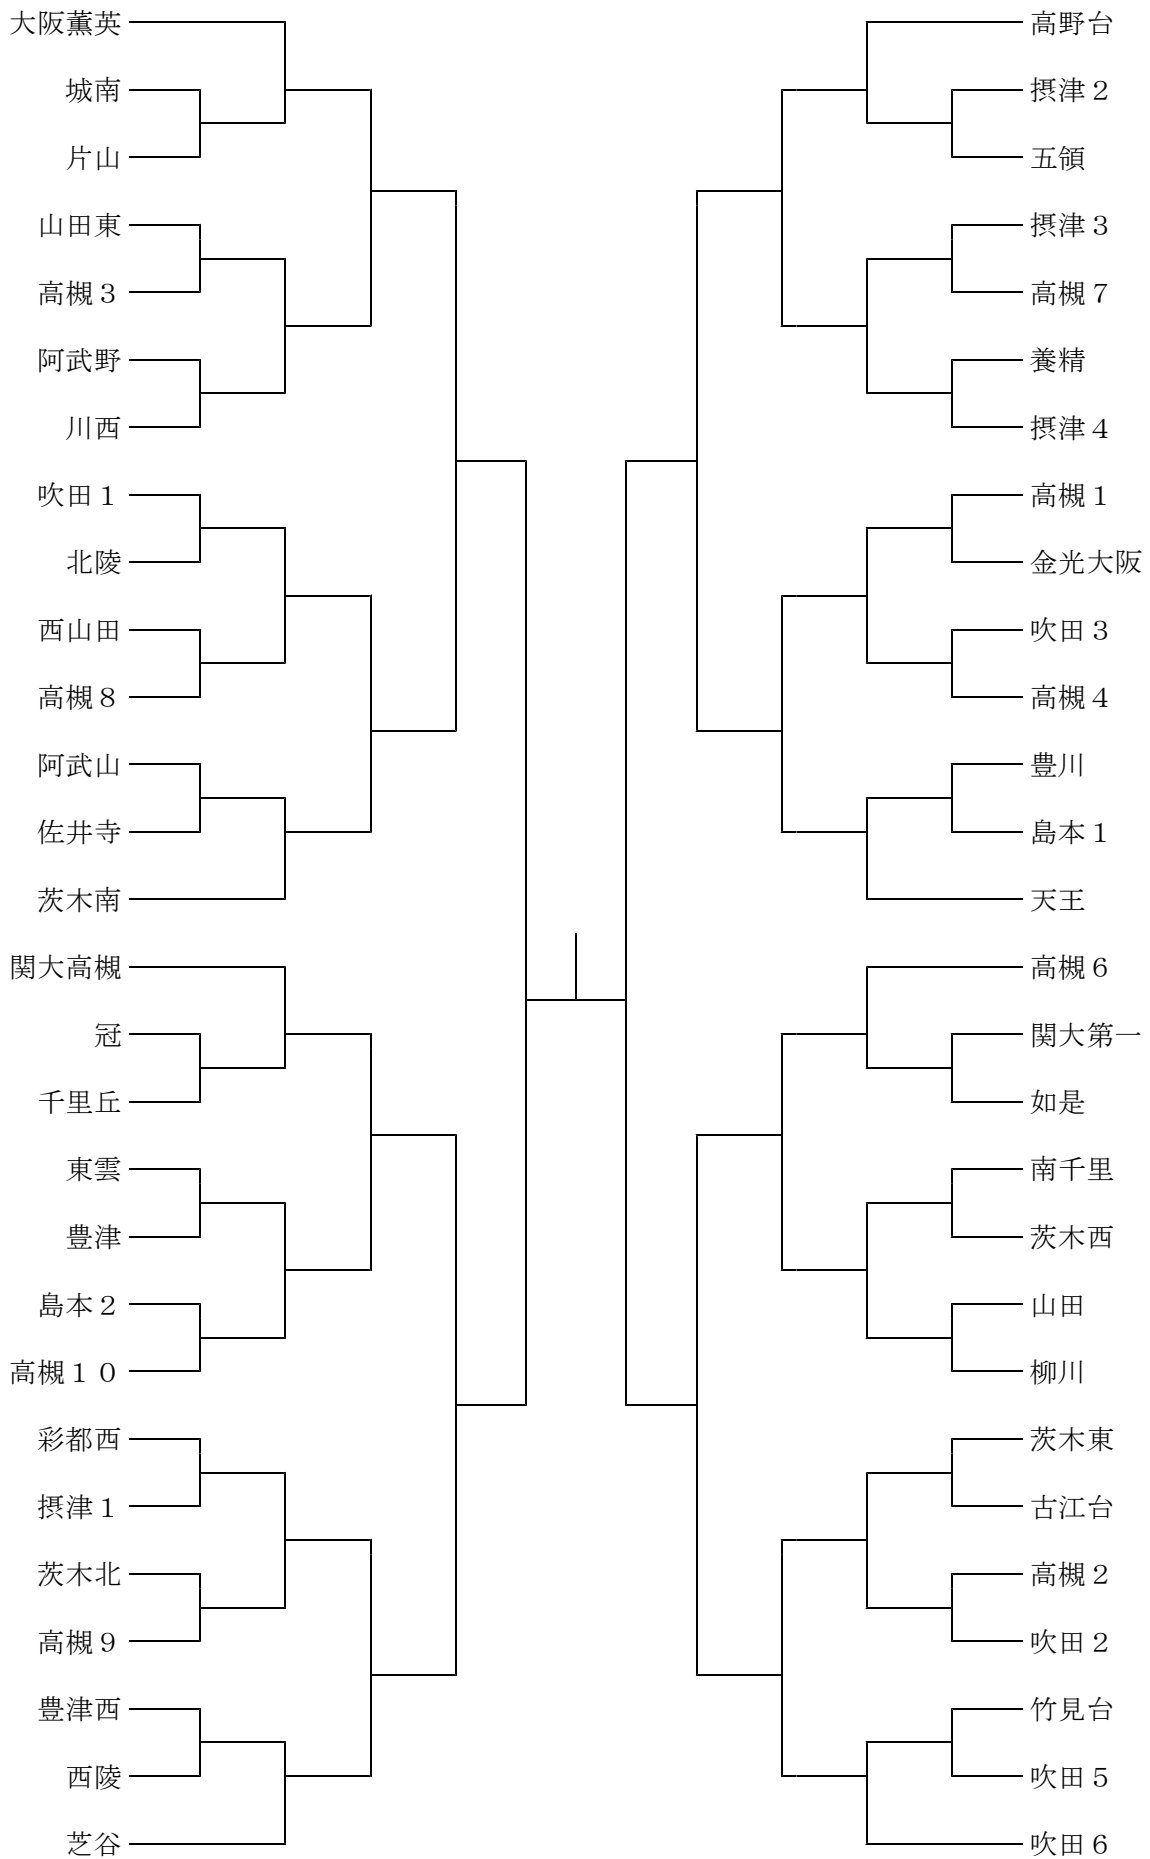 大阪薫英
城南
片山
山田東
高槻３
阿武野
川西
吹田１
北陵
西山田
高槻８
阿武山
佐井寺
茨木南
関大高槻
冠
千里丘
東雲
豊津
島本２
高槻１０
彩都西
摂津１
茨木北
高槻９
豊津西
西陵
芝谷
高野台
摂津２
五領
摂津３
高槻７
養精
摂津４
高槻１
金光大阪
吹田３
高槻４
豊川
島本１
天王
高槻６
関大第一
如是
南千里
茨木西
山田
柳川
茨木東
古江台
高槻２
吹田２
竹見台
吹田５
吹田６